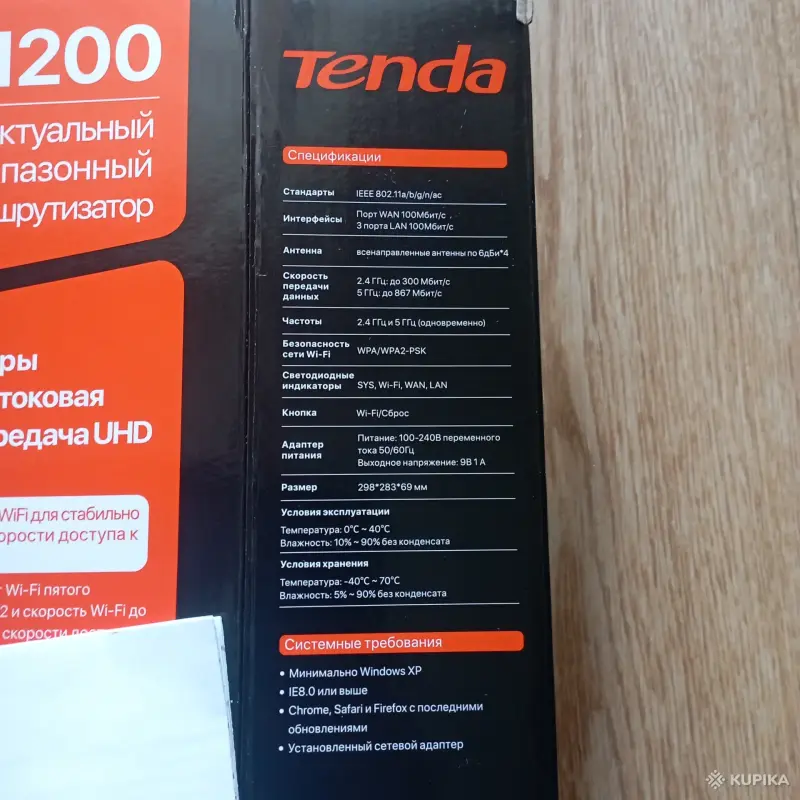 1200
пазонный
Tenda
Спецификации
Стандарты IEEE 802.11a/b/g/n/ac
Интерфейсы Порт WAN 100Мбит/с
3 порта LAN 100Мбит/с
Антенна всенаправленные антенны по 6дБи*4
Скорость передачи данных 2.4 ГГц: до 300 Мбит/с
5 ГГц: до 867 Мбит/с
Частоты 2.4 ГГц и 5 ГГц (одновременно)
Безопасность сети Wi-Fi WPA/WPA2-PSK
Светодиодные индикаторы SYS, Wi-Fi, WAN, LAN
Кнопка Wi-Fi/Сброс
Адаптер питания Питание: 100-240В переменного
тока 50/60Гц
Выходное напряжение: 9В 1 А
Размер 298*283*69 мм
Условия эксплуатации
Температура: 0℃ ~ 40℃
Влажность: 10% ~ 90% без конденсата
Условия хранения
Температура: -40℃ ~ 70℃
Влажность: 5% ~ 90% без конденсата
Системные требования
• Минимально Windows XP
• IE8.0 или выше
• Chrome, Safari и Firefox с последними
обновлениями
• Установленный сетевой адаптер
ктуальный
шрутизатор
ры
токовая
редача UHD
WiFi для стабильно
орости доступа к
Wi-Fi пятого
2 и скорость Wi-Fi до
скорости
KUPIKA